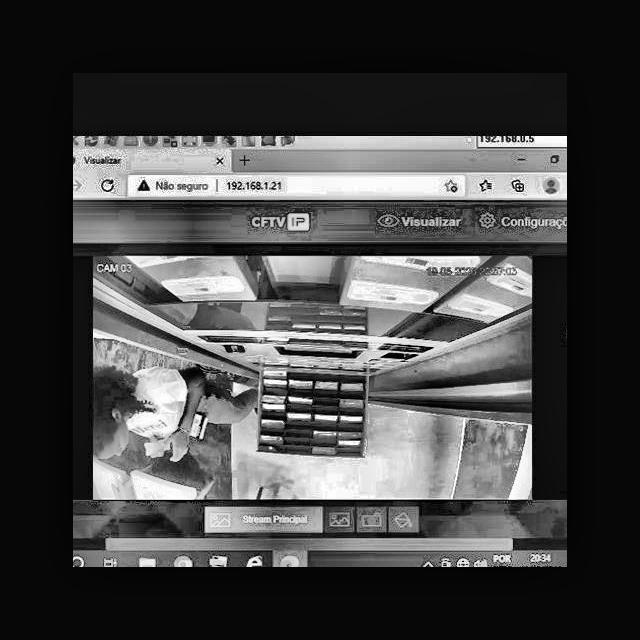 192.168.0.5
Visualizar
Não seguro
192.168.1.21
CFTV IP
Visualizar
Configuraçõ
CAM 03
Stream Principal
POR
20:34